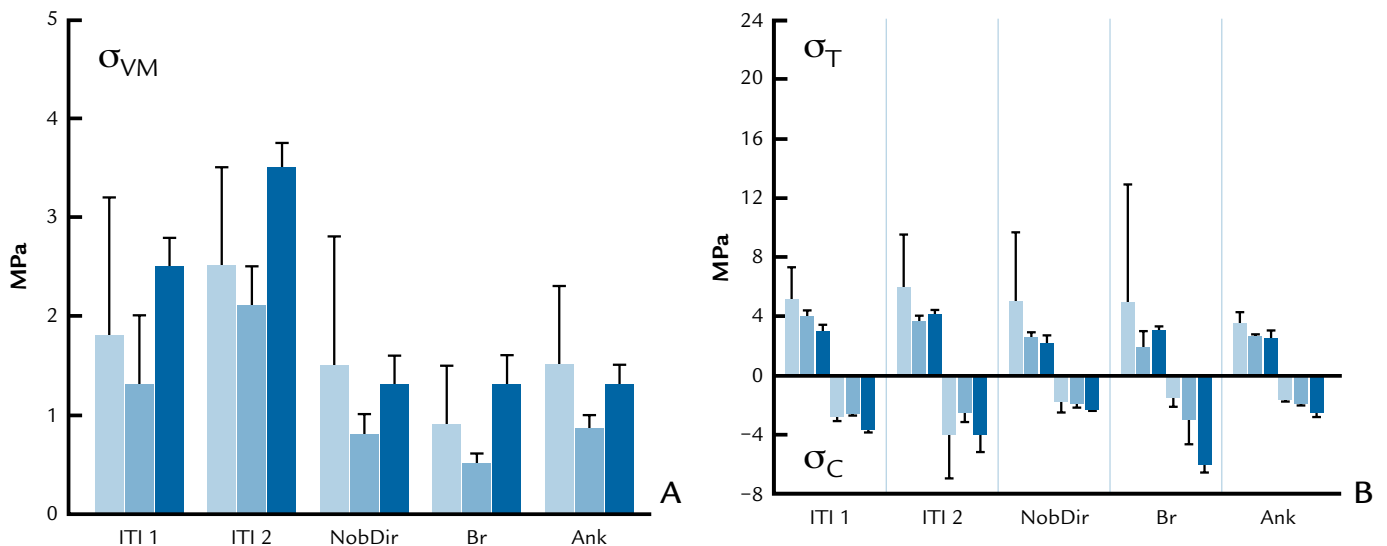 σVM
MPa
5
4
3
2
1
0
ITI 1 ITI 2 NobDir Br Ank
A
σT
MPa
24
20
16
12
8
4
0
−4
−8
σC
ITI 1 ITI 2 NobDir Br Ank
B